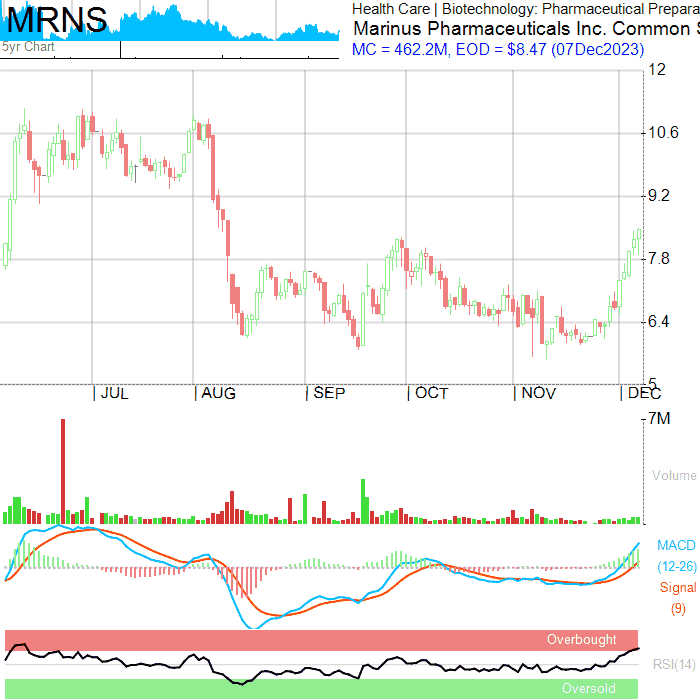 MRNS
5yr Chart
Health Care | Biotechnology: Pharmaceutical Prepara
Marinus Pharmaceuticals Inc. Common S
MC = 462.2M, EOD = $8.47 (07Dec2023)
12
10.6
9.2
7.8
6.4
5
| JUL | AUG | SEP | OCT | NOV | DEC
7M
Volume
MACD
(12-26)
Signal
(9)
Overbought
RSI(14)
Oversold